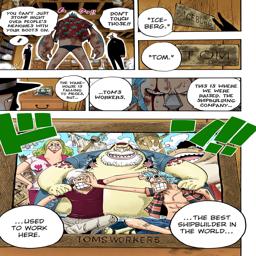 YOU CAN'T JUST
STOMP RIGHT
OVER PEOPLE'S
MEMORIES WITH
YOUR BOOTS ON.
DON'T
TOUCH
THOSE!!
"ICE-
BERG."
"TOM."
THE WARE-
HOUSE IS
FALLING
TO PIECES,
BUT...
...TOM'S
WORKERS.
THIS IS WHERE
WE WERE
RAISED. THE
SHIPBUILDING
COMPANY...
...USED
TO WORK
HERE.
...THE BEST
SHIPBUILDER
IN THE WORLD...
TOMS WORKERS